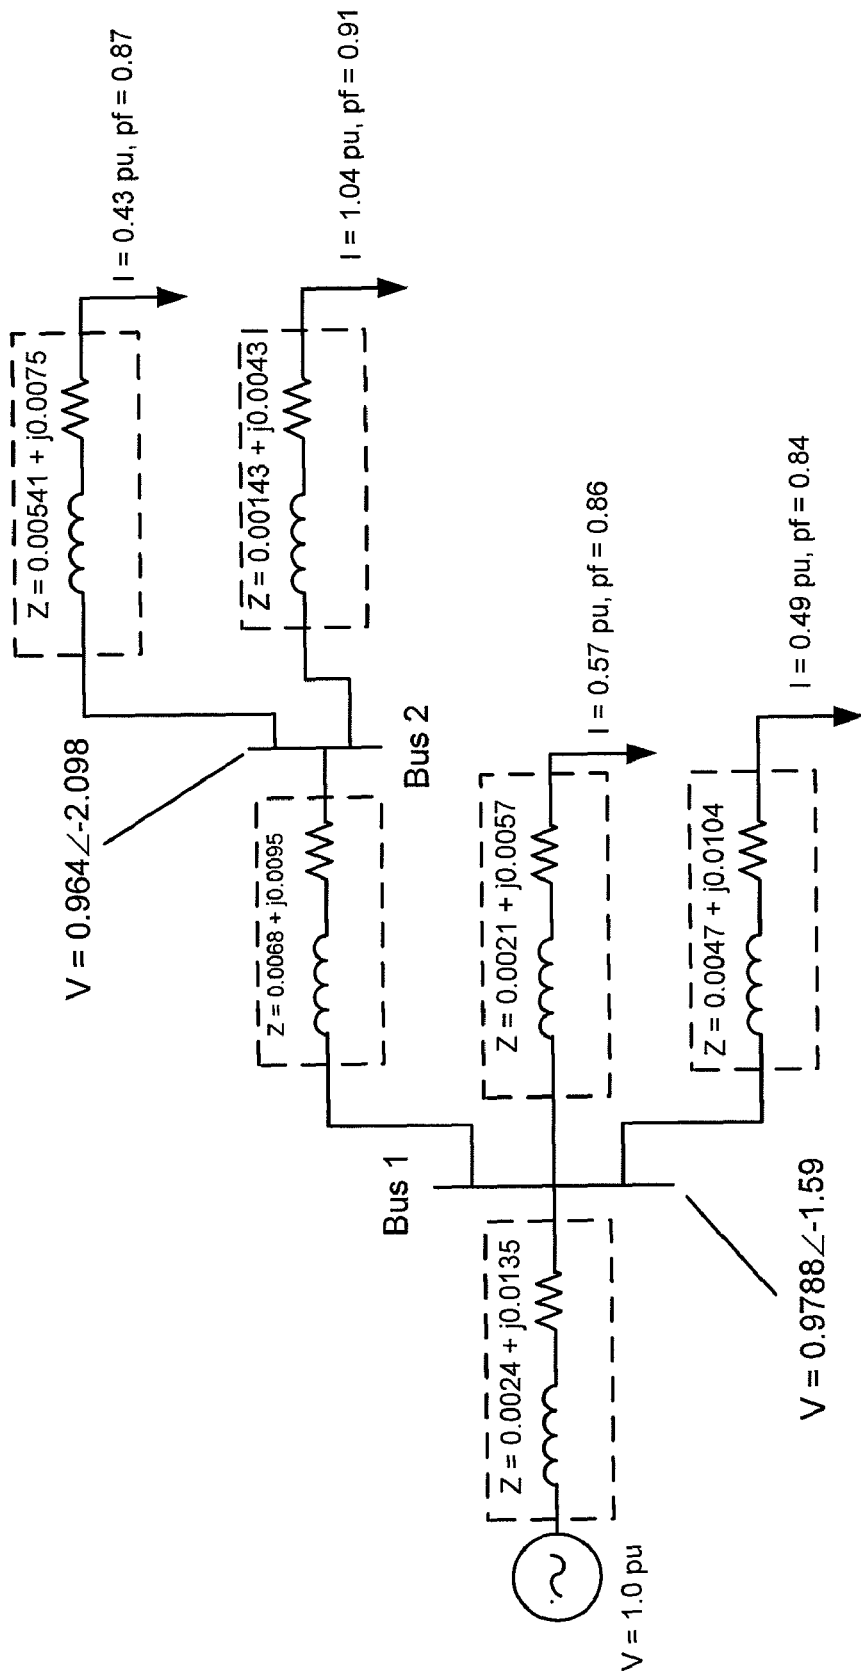 I = 0.43 pu, pf = 0.87
Z = 0.00541 + j0.0075
I = 1.04 pu, pf = 0.91
Z = 0.00143 + j0.0043
V = 0.964∠-2.098
Bus 2
Z = 0.0068 + j0.0095
I = 0.57 pu, pf = 0.86
Z = 0.0021 + j0.0057
I = 0.49 pu, pf = 0.84
Z = 0.0047 + j0.0104
Bus 1
Z = 0.0024 + j0.0135
V = 0.9788∠-1.59
V = 1.0 pu